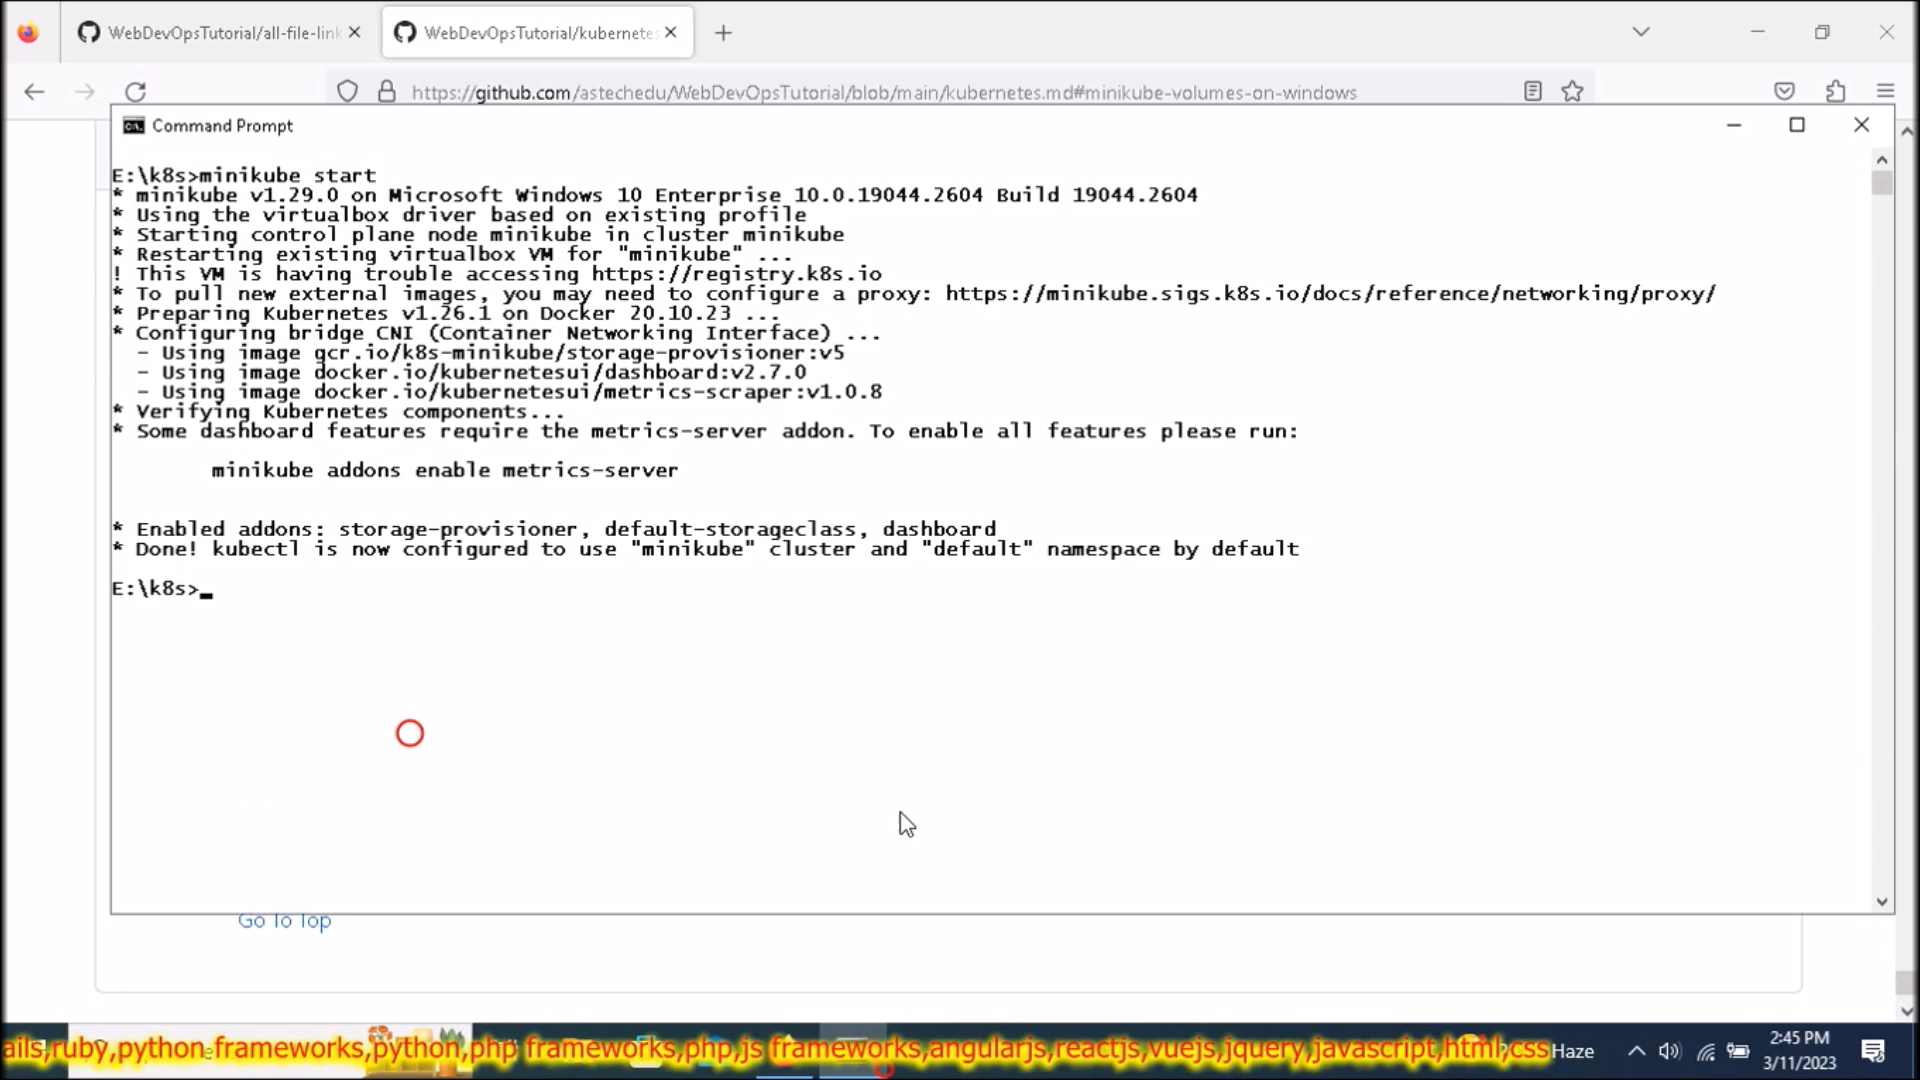 WebDevOpsTutorial/all-file-link
WebDevOpsTutorial/kubernetes
https://github.com/astechedu/WebDevOpsTutorial/blob/main/kubernetes.md#minikube-volumes-on-windows
Command Prompt
E:\k8s>minikube start
* minikube v1.29.0 on Microsoft Windows 10 Enterprise 10.0.19044.2604 Build 19044.2604
* Using the virtualbox driver based on existing profile
* Starting control plane node minikube in cluster minikube
* Restarting existing virtualbox VM for "minikube" ...
! This VM is having trouble accessing https://registry.k8s.io
* To pull new external images, you may need to configure a proxy: https://minikube.sigs.k8s.io/docs/reference/networking/proxy/
* Preparing Kubernetes v1.26.1 on Docker 20.10.23 ...
* Configuring bridge CNI (Container Networking Interface) ...
- Using image gcr.io/k8s-minikube/storage-provisioner:v5
- Using image docker.io/kubernetesui/dashboard:v2.7.0
- Using image docker.io/kubernetesui/metrics-scraper:v1.0.8
* Verifying Kubernetes components...
* Some dashboard features require the metrics-server addon. To enable all features please run:
minikube addons enable metrics-server
* Enabled addons: storage-provisioner, default-storageclass, dashboard
* Done! kubectl is now configured to use "minikube" cluster and "default" namespace by default
E:\k8s>
Go To Top
ails,ruby,python frameworks,python,php frameworks,php,js frameworks,angularjs,reactjs,vuejs,jquery,javascript,html,css
Haze
2:45 PM
3/11/2023